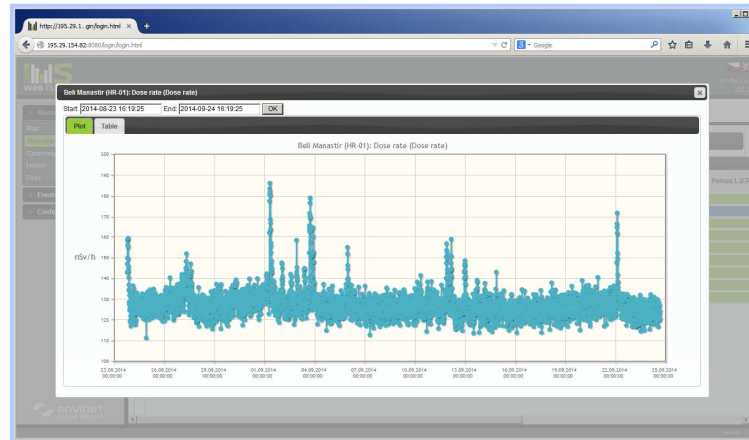 http://195.29.1...gin/login.html
195.29.154.82:8080/login/login.html
Google
Beli Manastir (HR-01): Dose rate (Dose rate)
Start: 2014-08-23 16:19:25 End: 2014-09-24 16:19:25 OK
Plot Table
Beli Manastir (HR-01): Dose rate (Dose rate)
200
190
180
170
160
150
nSv/h
140
130
120
110
100
23.08.2014 26.08.2014 29.08.2014 01.09.2014 04.09.2014 07.09.2014 10.09.2014 13.09.2014 16.09.2014 19.09.2014 22.09.2014 25.09.2014
00:00:00 00:00:00 00:00:00 00:00:00 00:00:00 00:00:00 00:00:00 00:00:00 00:00:00 00:00:00 00:00:00 00:00:00
Map
Overview
Channels
History
envinet